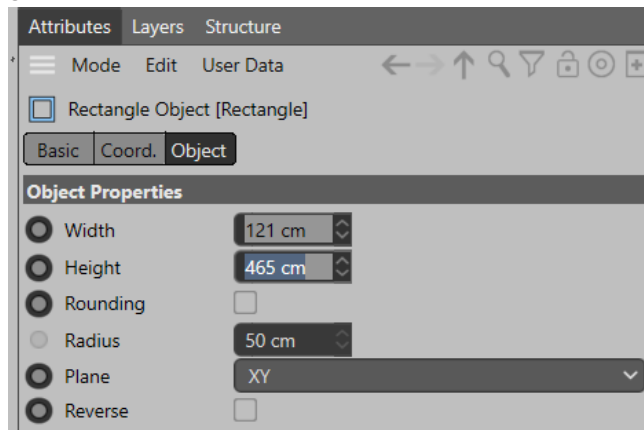 Attributes Layers Structure
Mode Edit User Data
Rectangle Object [Rectangle]
Basic Coord. Object
Object Properties
Width 121 cm
Height 465 cm
Rounding
Radius 50 cm
Plane XY
Reverse